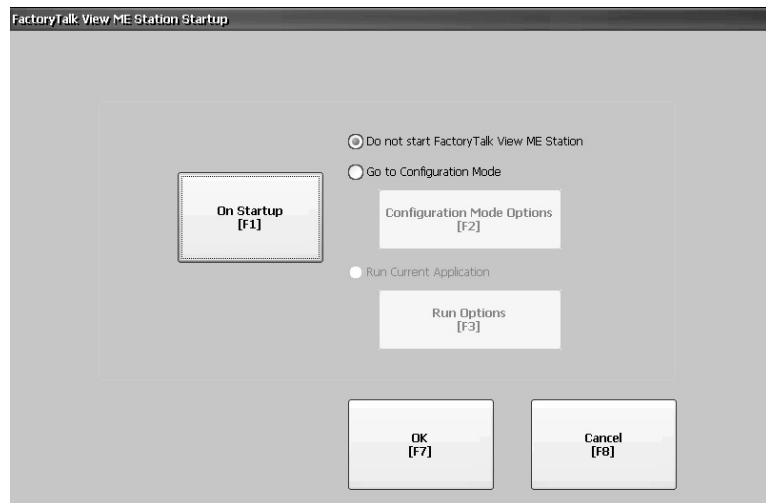 FactoryTalk View ME Station Startup
Do not start FactoryTalk View ME Station
Go to Configuration Mode
On Startup
[F1]
Configuration Mode Options
[F2]
Run Current Application
Run Options
[F3]
OK
[F7]
Cancel
[F8]